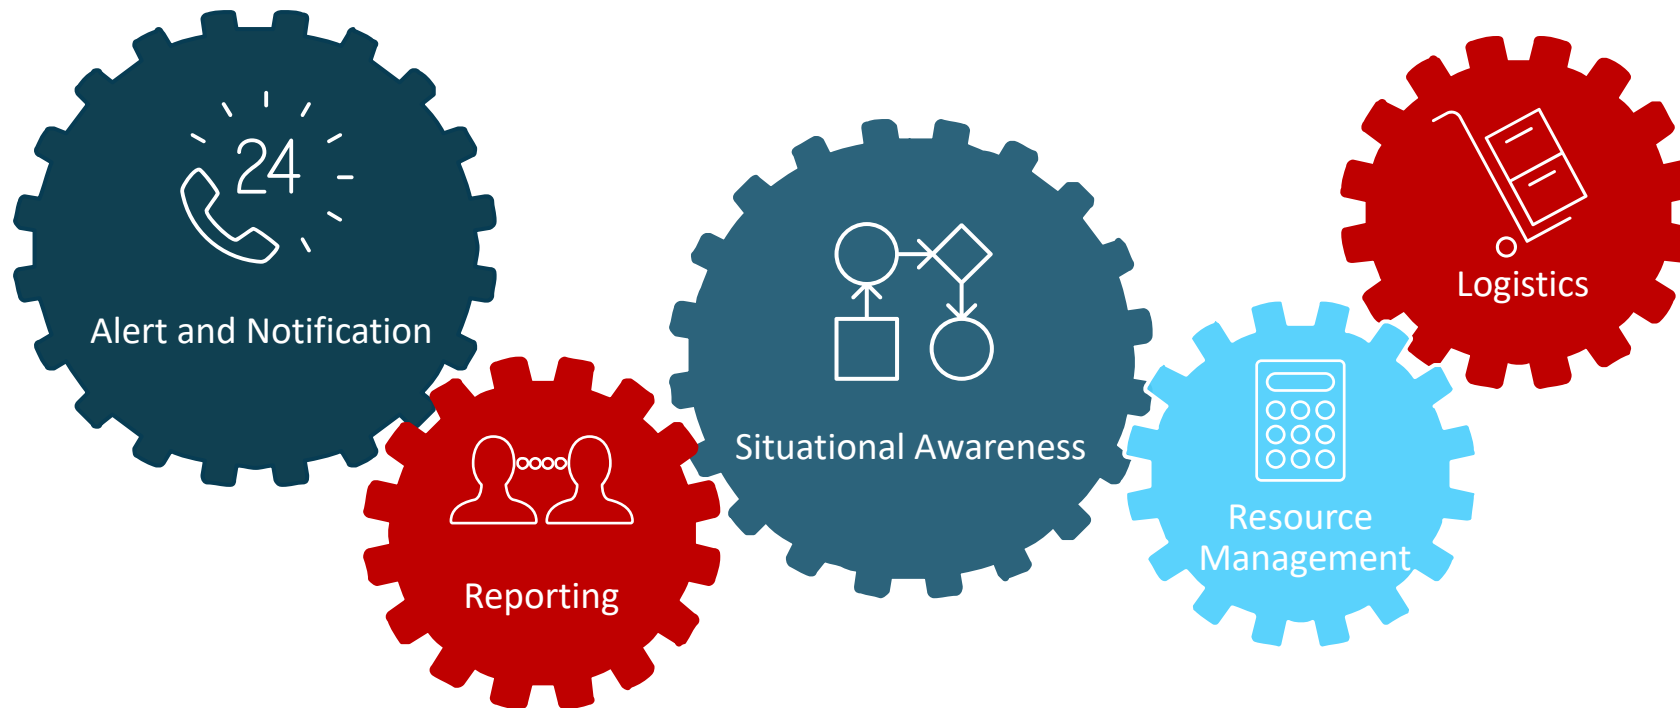 24
Alert and Notification
Reporting
Situational Awareness
Resource
Management
Logistics